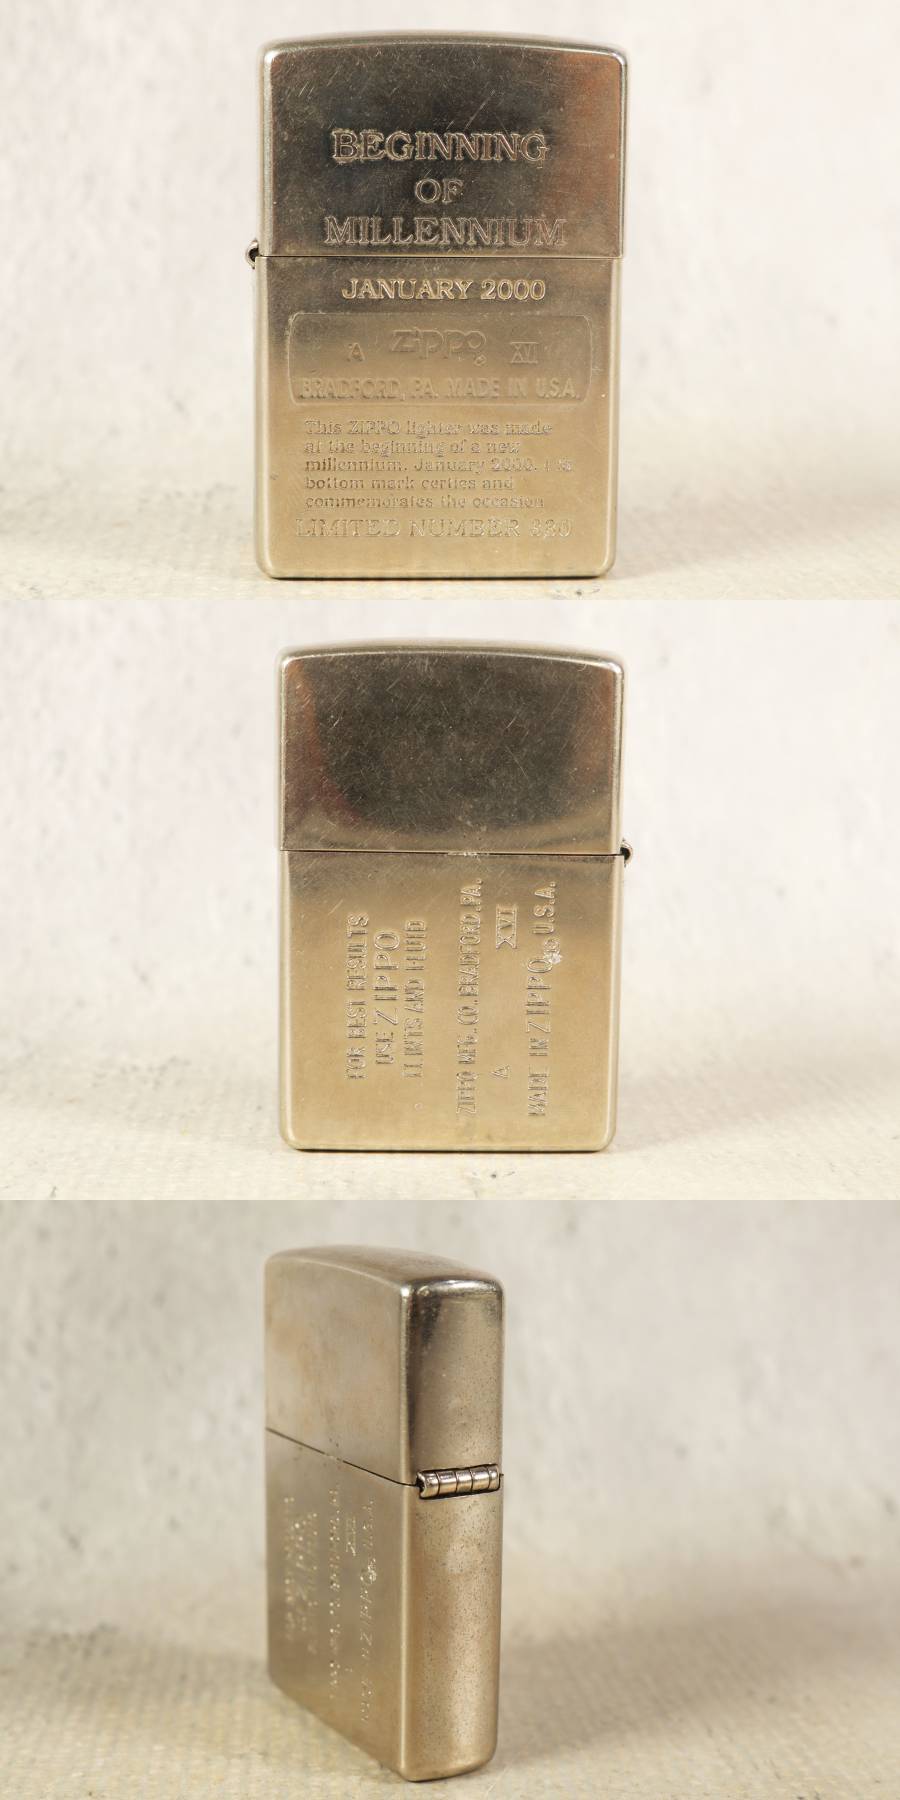 BEGINNING
OF
MILLENNIUM
JANUARY 2000
A Zippo XVI
BRADFORD, PA. MADE IN U.S.A.
This ZIPPO lighter was made
at the beginning of a new
millennium. January 2000.
bottom mark certies and
commemorates the occasion
LIMITED NUMBER
FOR BEST RESULTS
USE ZIPPO
FLINTS AND FLUID
ZIPPO MFG. CO. BRADFORD, PA.
A XVI
MADE IN ZIPPO U.S.A.